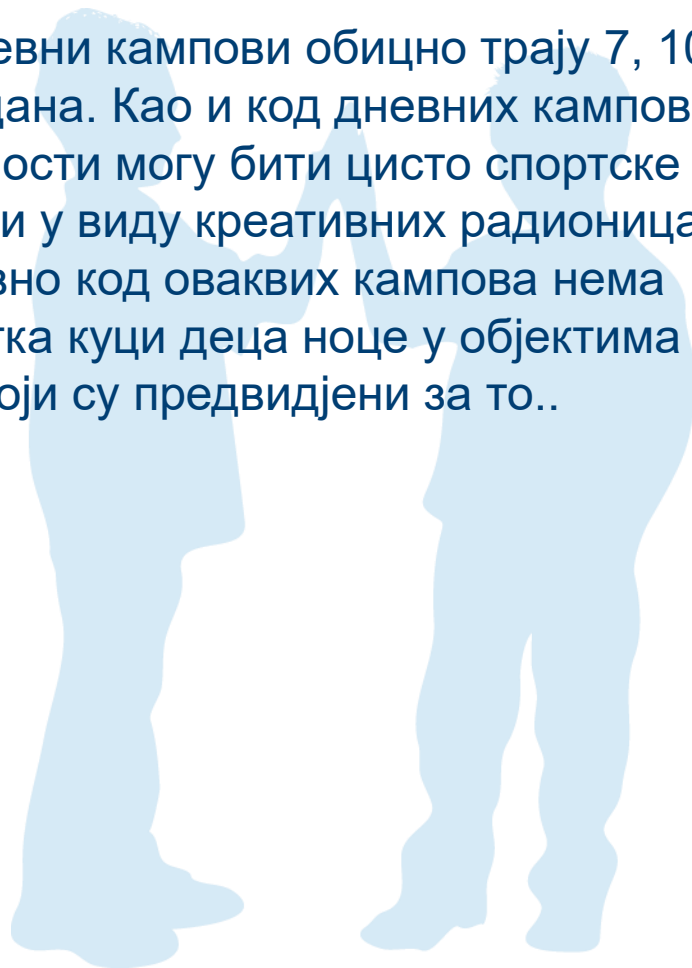 евни кампови обицно трају 7, 10
дана. Као и код дневних кампов
ости могу бити цисто спортске
и у виду креативних радионица
вно код оваквих кампова нема
тка куци деца ноце у објектима
оји су предвидјени за то..